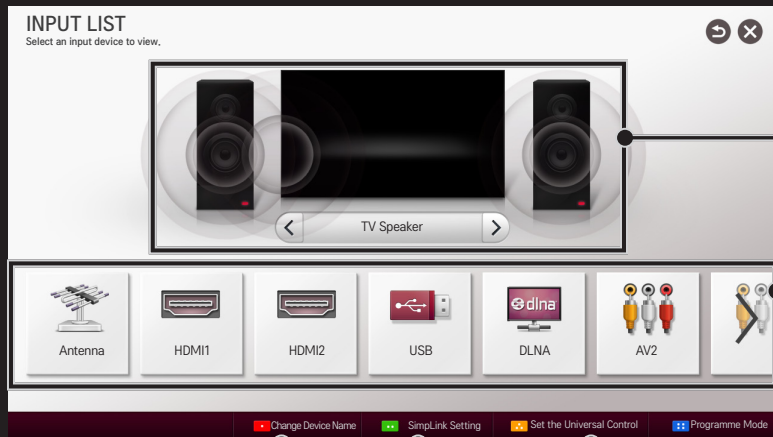 INPUT LIST
Select an input device to view.
TV Speaker
Antenna
HDMI1
HDMI2
USB
dlna
DLNA
AV2
Change Device Name
SimpLink Setting
Set the Universal Control
Programme Mode